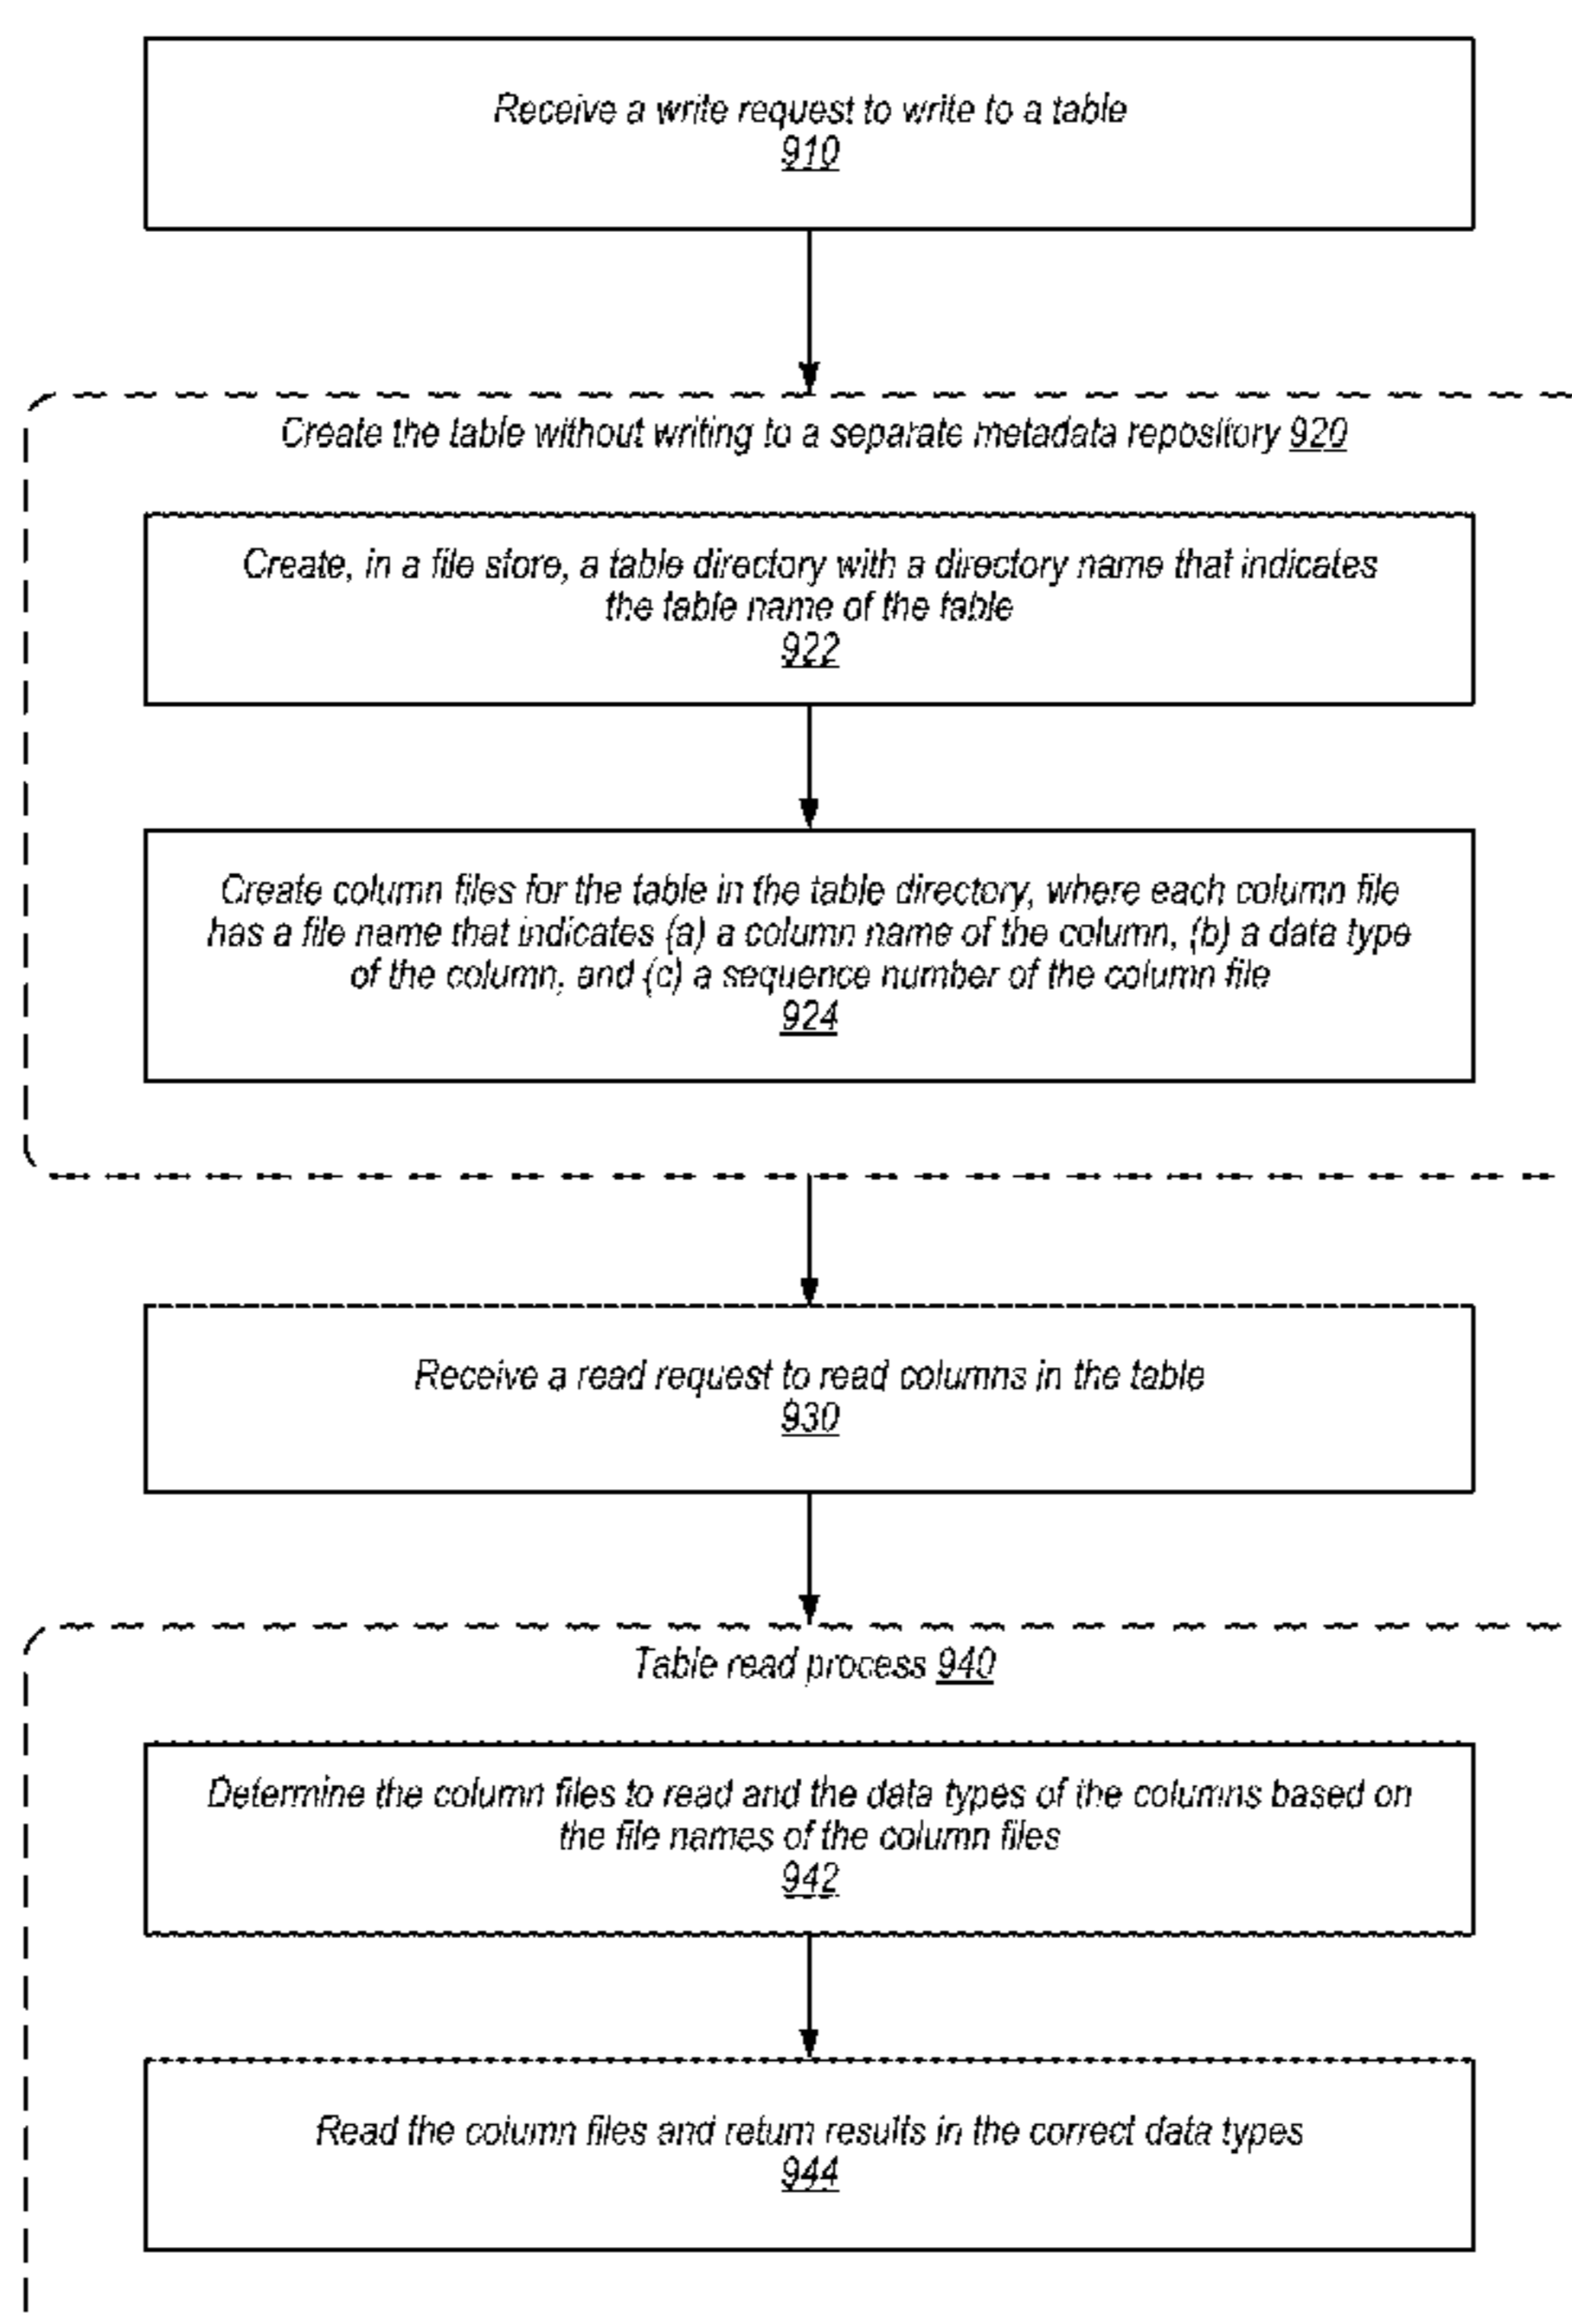 Receive a write request to write to a table
910
Create the table without writing to a separate metadata repository 920
Create, in a file store, a table directory with a directory name that indicates
the table name of the table
922
Create column files for the table in the table directory, where each column file
has a file name that indicates (a) a column name of the column, (b) a data type
of the column, and (c) a sequence number of the column file
924
Receive a read request to read columns in the table
930
Table read process 940
Determine the column files to read and the data types of the columns based on
the file names of the column files
942
Read the column files and return results in the correct data types
944